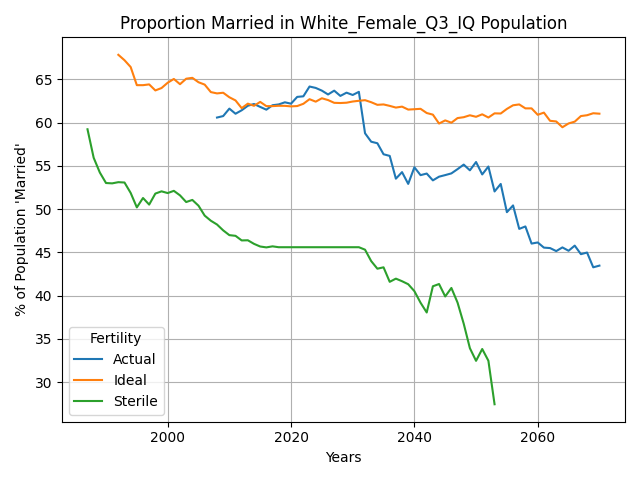 Proportion Married in White_Female_Q3_IQ Population
% of Population 'Married'
65
60
55
50
45
40
35
30
Fertility
Actual
Ideal
Sterile
2000 2020 2040 2060
Years